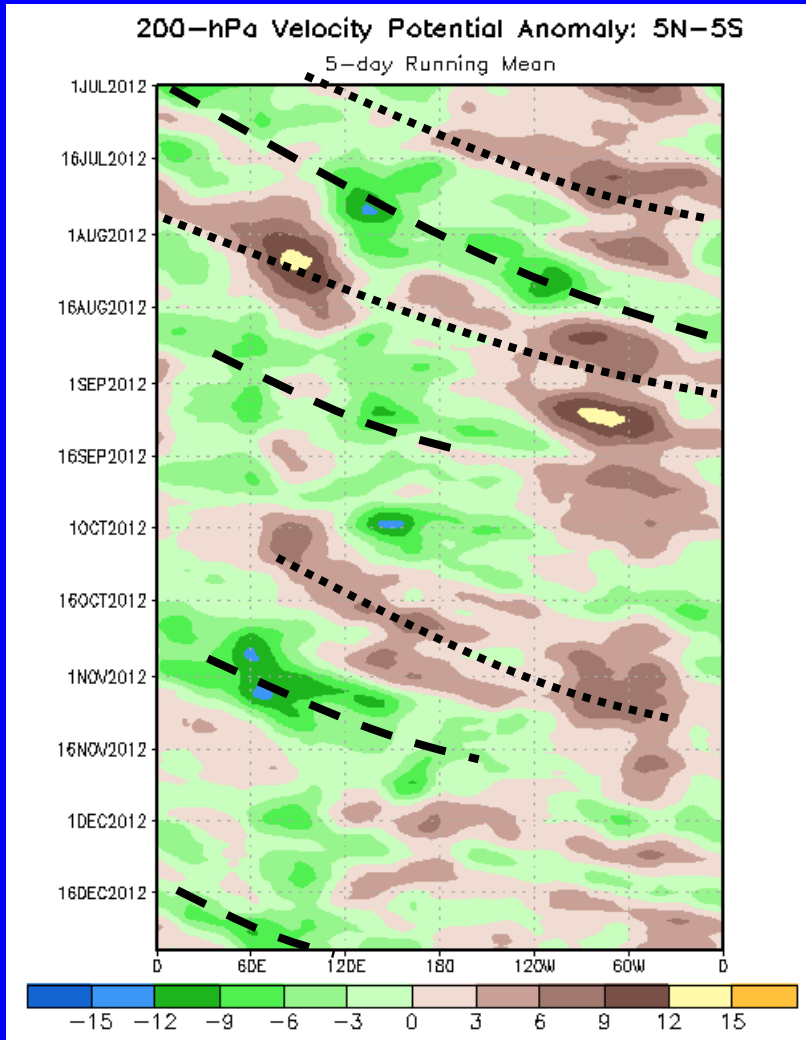 200-hPa Velocity Potential Anomaly: 5N-5S
5-day Running Mean
1JUL2012
16JUL2012
1AUG2012
16AUG2012
1SEP2012
16SEP2012
1OCT2012
16OCT2012
1NOV2012
16NOV2012
1DEC2012
16DEC2012
0 60E 120E 180 120W 60W 0
-15 -12 -9 -6 -3 0 3 6 9 12 15